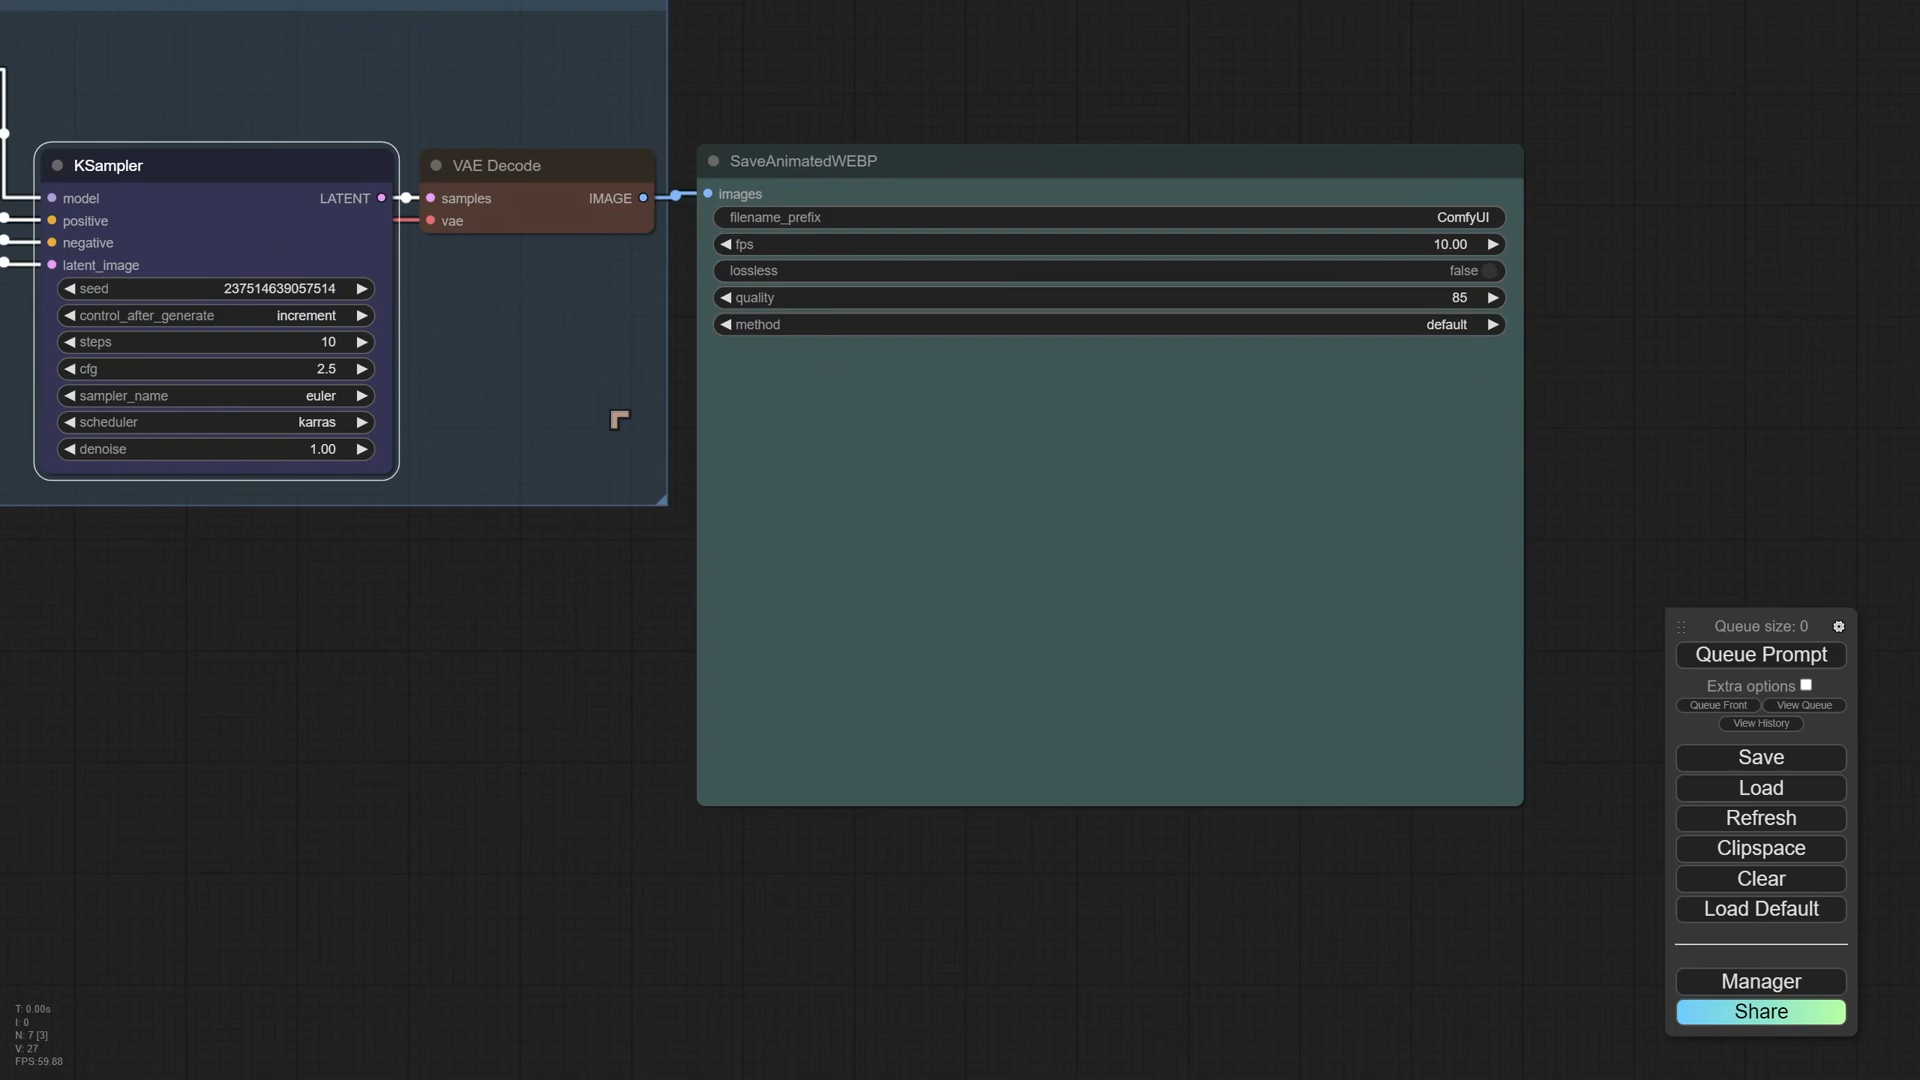 KSampler
model LATENT
positive
negative
latent_image
seed 237514639057514
control_after_generate increment
steps 10
cfg 2.5
sampler_name euler
scheduler karras
denoise 1.00
VAE Decode
samples IMAGE
vae
SaveAnimatedWEBP
images
filename_prefix ComfyUI
fps 10.00
lossless false
quality 85
method default
Queue size: 0
Queue Prompt
Extra options
Queue Front View Queue
View History
Save
Load
Refresh
Clipspace
Clear
Load Default
Manager
Share
T: 0.00s
I: 0
N: 7 [3]
V: 27
FPS:59.88